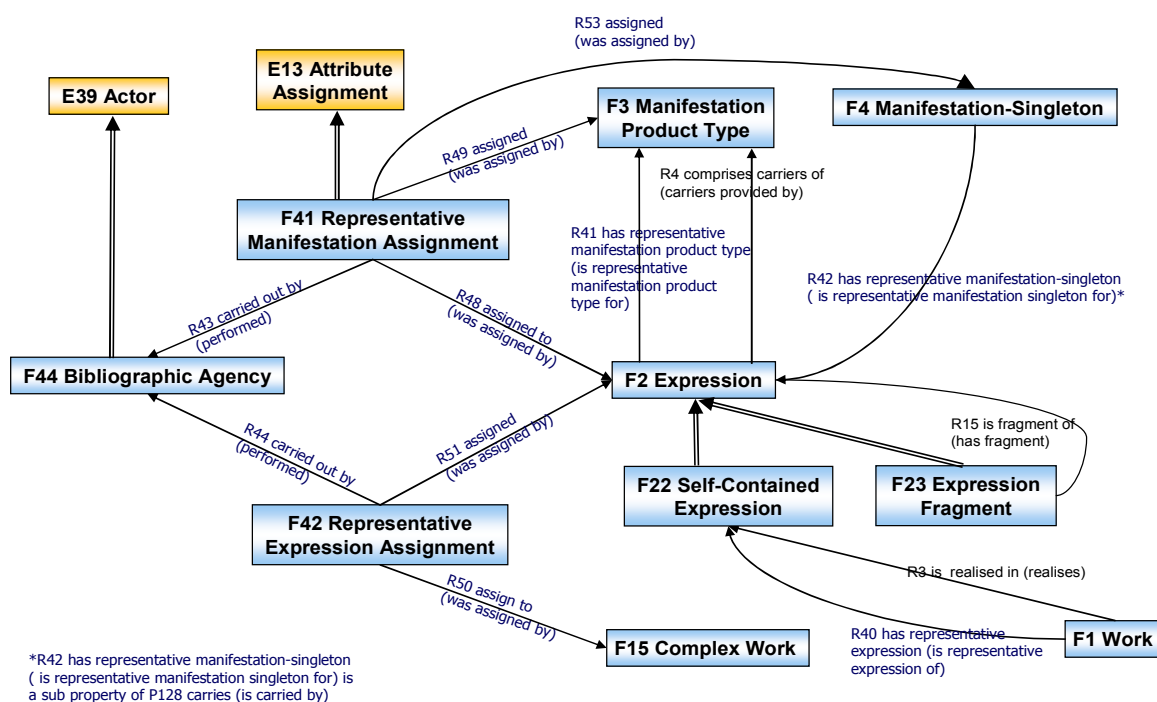 R53 assigned
(was assigned by)
E13 Attribute
Assignment
E39 Actor
F3 Manifestation
Product Type
F4 Manifestation-Singleton
R49 assigned
(was assigned by)
R4 comprises carriers of
(carriers provided by)
F41 Representative
Manifestation Assignment
R41 has representative
manifestation product type
(is representative
manifestation product
type for)
R42 has representative manifestation-singleton
( is representative manifestation singleton for)*
R43 carried out by
(performed)
R48 assigned to
(was assigned by)
F44 Bibliographic Agency
F2 Expression
R15 is fragment of
(has fragment)
R44 carried out by
(performed)
R51 assigned
(was assigned by)
F22 Self-Contained
Expression
F23 Expression
Fragment
F42 Representative
Expression Assignment
R3 is  realised in (realises)
R50 assign to
(was assigned by)
F15 Complex Work
R40 has representative
expression (is representative
expression of)
F1 Work
*R42 has representative manifestation-singleton
( is representative manifestation singleton for) is
a sub property of P128 carries (is carried by)